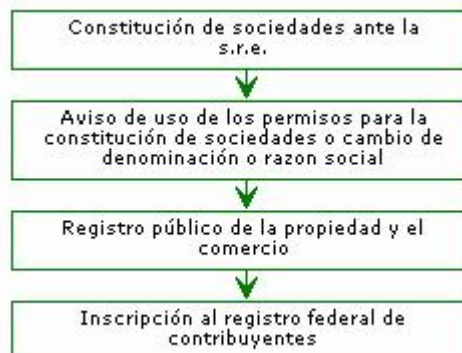 Constitución de sociedades ante la
s.r.e.
Aviso de uso de los permisos para la
constitución de sociedades o cambio de
denominación o razon social
Registro público de la propiedad y el
comercio
Inscripción al registro federal de
contribuyentes